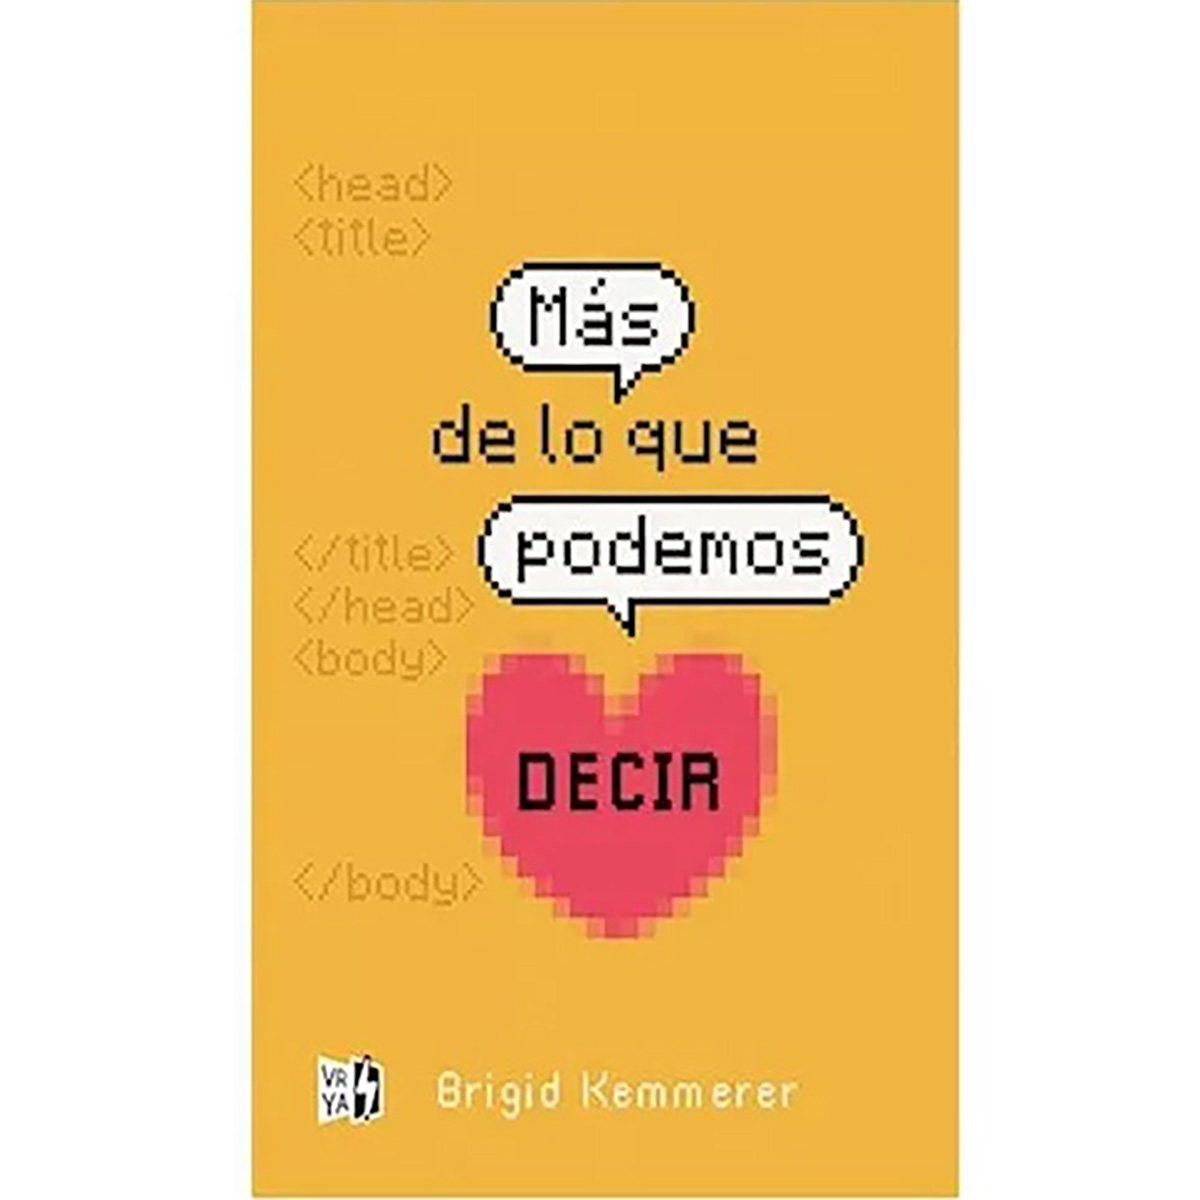 <head>
<title>
Más
de lo que
</title>
podemos
</head>
<body>
DECIR
</body>
VR
YA
Brigid Kemmerer